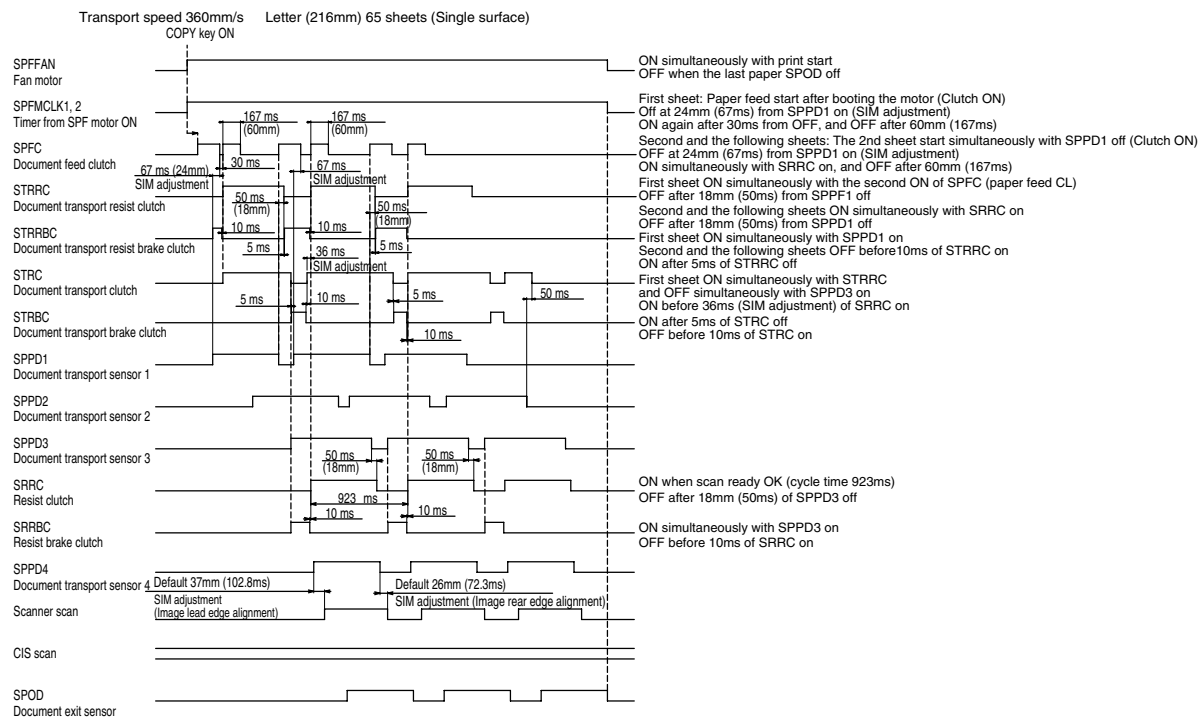 Transport speed 360mm/s Letter (216mm) 65 sheets (Single surface)
COPY key ON
SPFFAN
Fan motor
ON simultaneously with print start
OFF when the last paper SPOD off
SPFMCLK1, 2
Timer from SPF motor ON
First sheet: Paper feed start after booting the motor (Clutch ON)
Off at 24mm (67ms) from SPPD1 on (SIM adjustment)
ON again after 30ms from OFF, and OFF after 60mm (167ms)
167 ms
(60mm)
167 ms
(60mm)
SPFC
Document feed clutch
Second and the following sheets: The 2nd sheet start simultaneously with SPPD1 off (Clutch ON)
OFF at 24mm (67ms) from SPPD1 on (SIM adjustment)
ON simultaneously with SRRC on, and OFF after 60mm (167ms)
30 ms
67 ms (24mm)
SIM adjustment
67 ms
SIM adjustment
STRRC
Document transport resist clutch
First sheet ON simultaneously with the second ON of SPFC (paper feed CL)
OFF after 18mm (50ms) from SPPF1 off
Second and the following sheets ON simultaneously with SRRC on
OFF after 18mm (50ms) from SPPD1 off
50 ms
(18mm)
50 ms
(18mm)
STRRBC
Document transport resist brake clutch
10 ms
10 ms
5 ms
5 ms
First sheet ON simultaneously with SPPD1 on
Second and the following sheets OFF before10ms of STRRC on
ON after 5ms of STRRC off
36 ms
SIM adjustment
STRC
Document transport clutch
First sheet ON simultaneously with STRRC
and OFF simultaneously with SPPD3 on
ON before 36ms (SIM adjustment) of SRRC on
5 ms
10 ms
5 ms
50 ms
STRBC
Document transport brake clutch
ON after 5ms of STRC off
OFF before 10ms of STRC on
10 ms
SPPD1
Document transport sensor 1
SPPD2
Document transport sensor 2
SPPD3
Document transport sensor 3
50 ms
(18mm)
50 ms
(18mm)
SRRC
Resist clutch
ON when scan ready OK (cycle time 923ms)
OFF after 18mm (50ms) of SPPD3 off
923 ms
10 ms
10 ms
SRRBC
Resist brake clutch
ON simultaneously with SPPD3 on
OFF before 10ms of SRRC on
SPPD4
Document transport sensor 4
Default 37mm (102.8ms)
SIM adjustment
(Image lead edge alignment)
Default 26mm (72.3ms)
SIM adjustment (Image rear edge alignment)
Scanner scan
CIS scan
SPOD
Document exit sensor